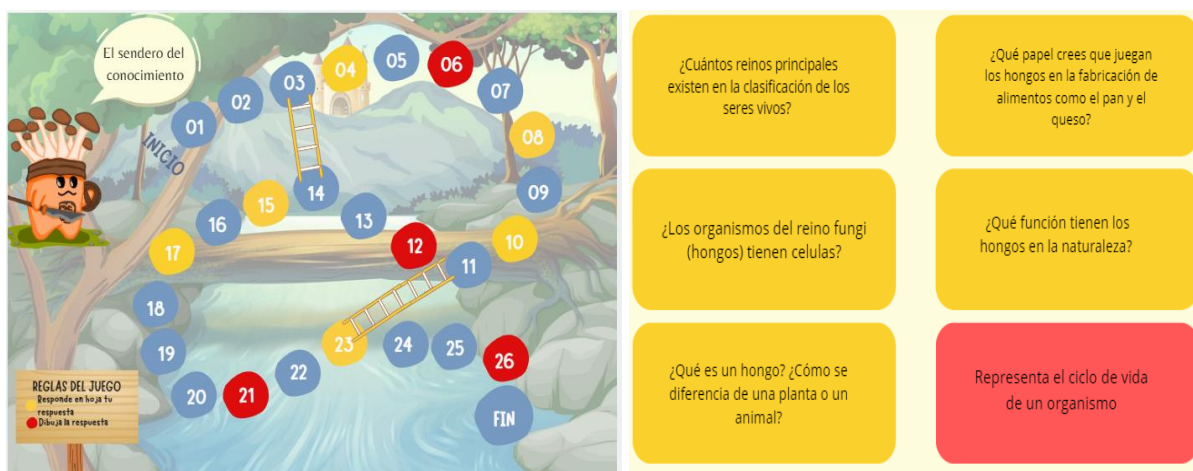 El sendero del
conocimiento
INICIO
01
02
03
04
05
06
07
08
09
10
11
12
13
14
15
16
17
18
19
20
21
22
23
24
25
26
FIN
REGLAS DEL JUEGO
Responde en hoja tu
respuesta
Dibuja la respuesta
¿Cuántos reinos principales
existen en la clasificación de los
seres vivos?
¿Qué papel crees que juegan
los hongos en la fabricación de
alimentos como el pan y el
queso?
¿Los organismos del reino fungi
(hongos) tienen celulas?
¿Qué función tienen los
hongos en la naturaleza?
¿Qué es un hongo? ¿Cómo se
diferencia de una planta o un
animal?
Representa el ciclo de vida
de un organismo